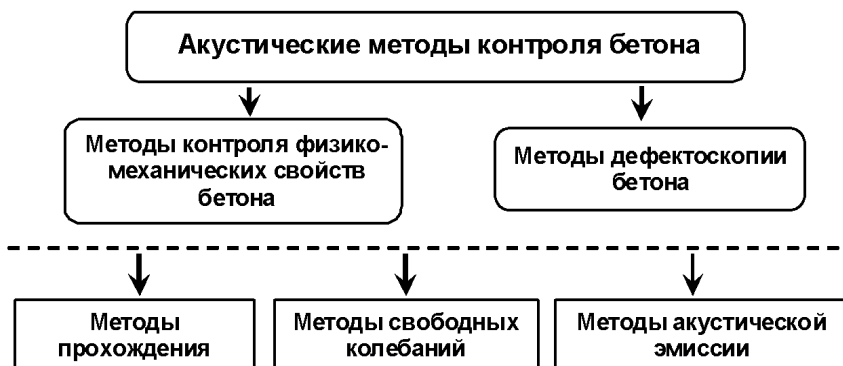 Акустические методы контроля бетона
Методы контроля физико-
механических свойств
бетона
Методы дефектоскопии
бетона
Методы
прохождения
Методы свободных
колебаний
Методы акустической
эмиссии